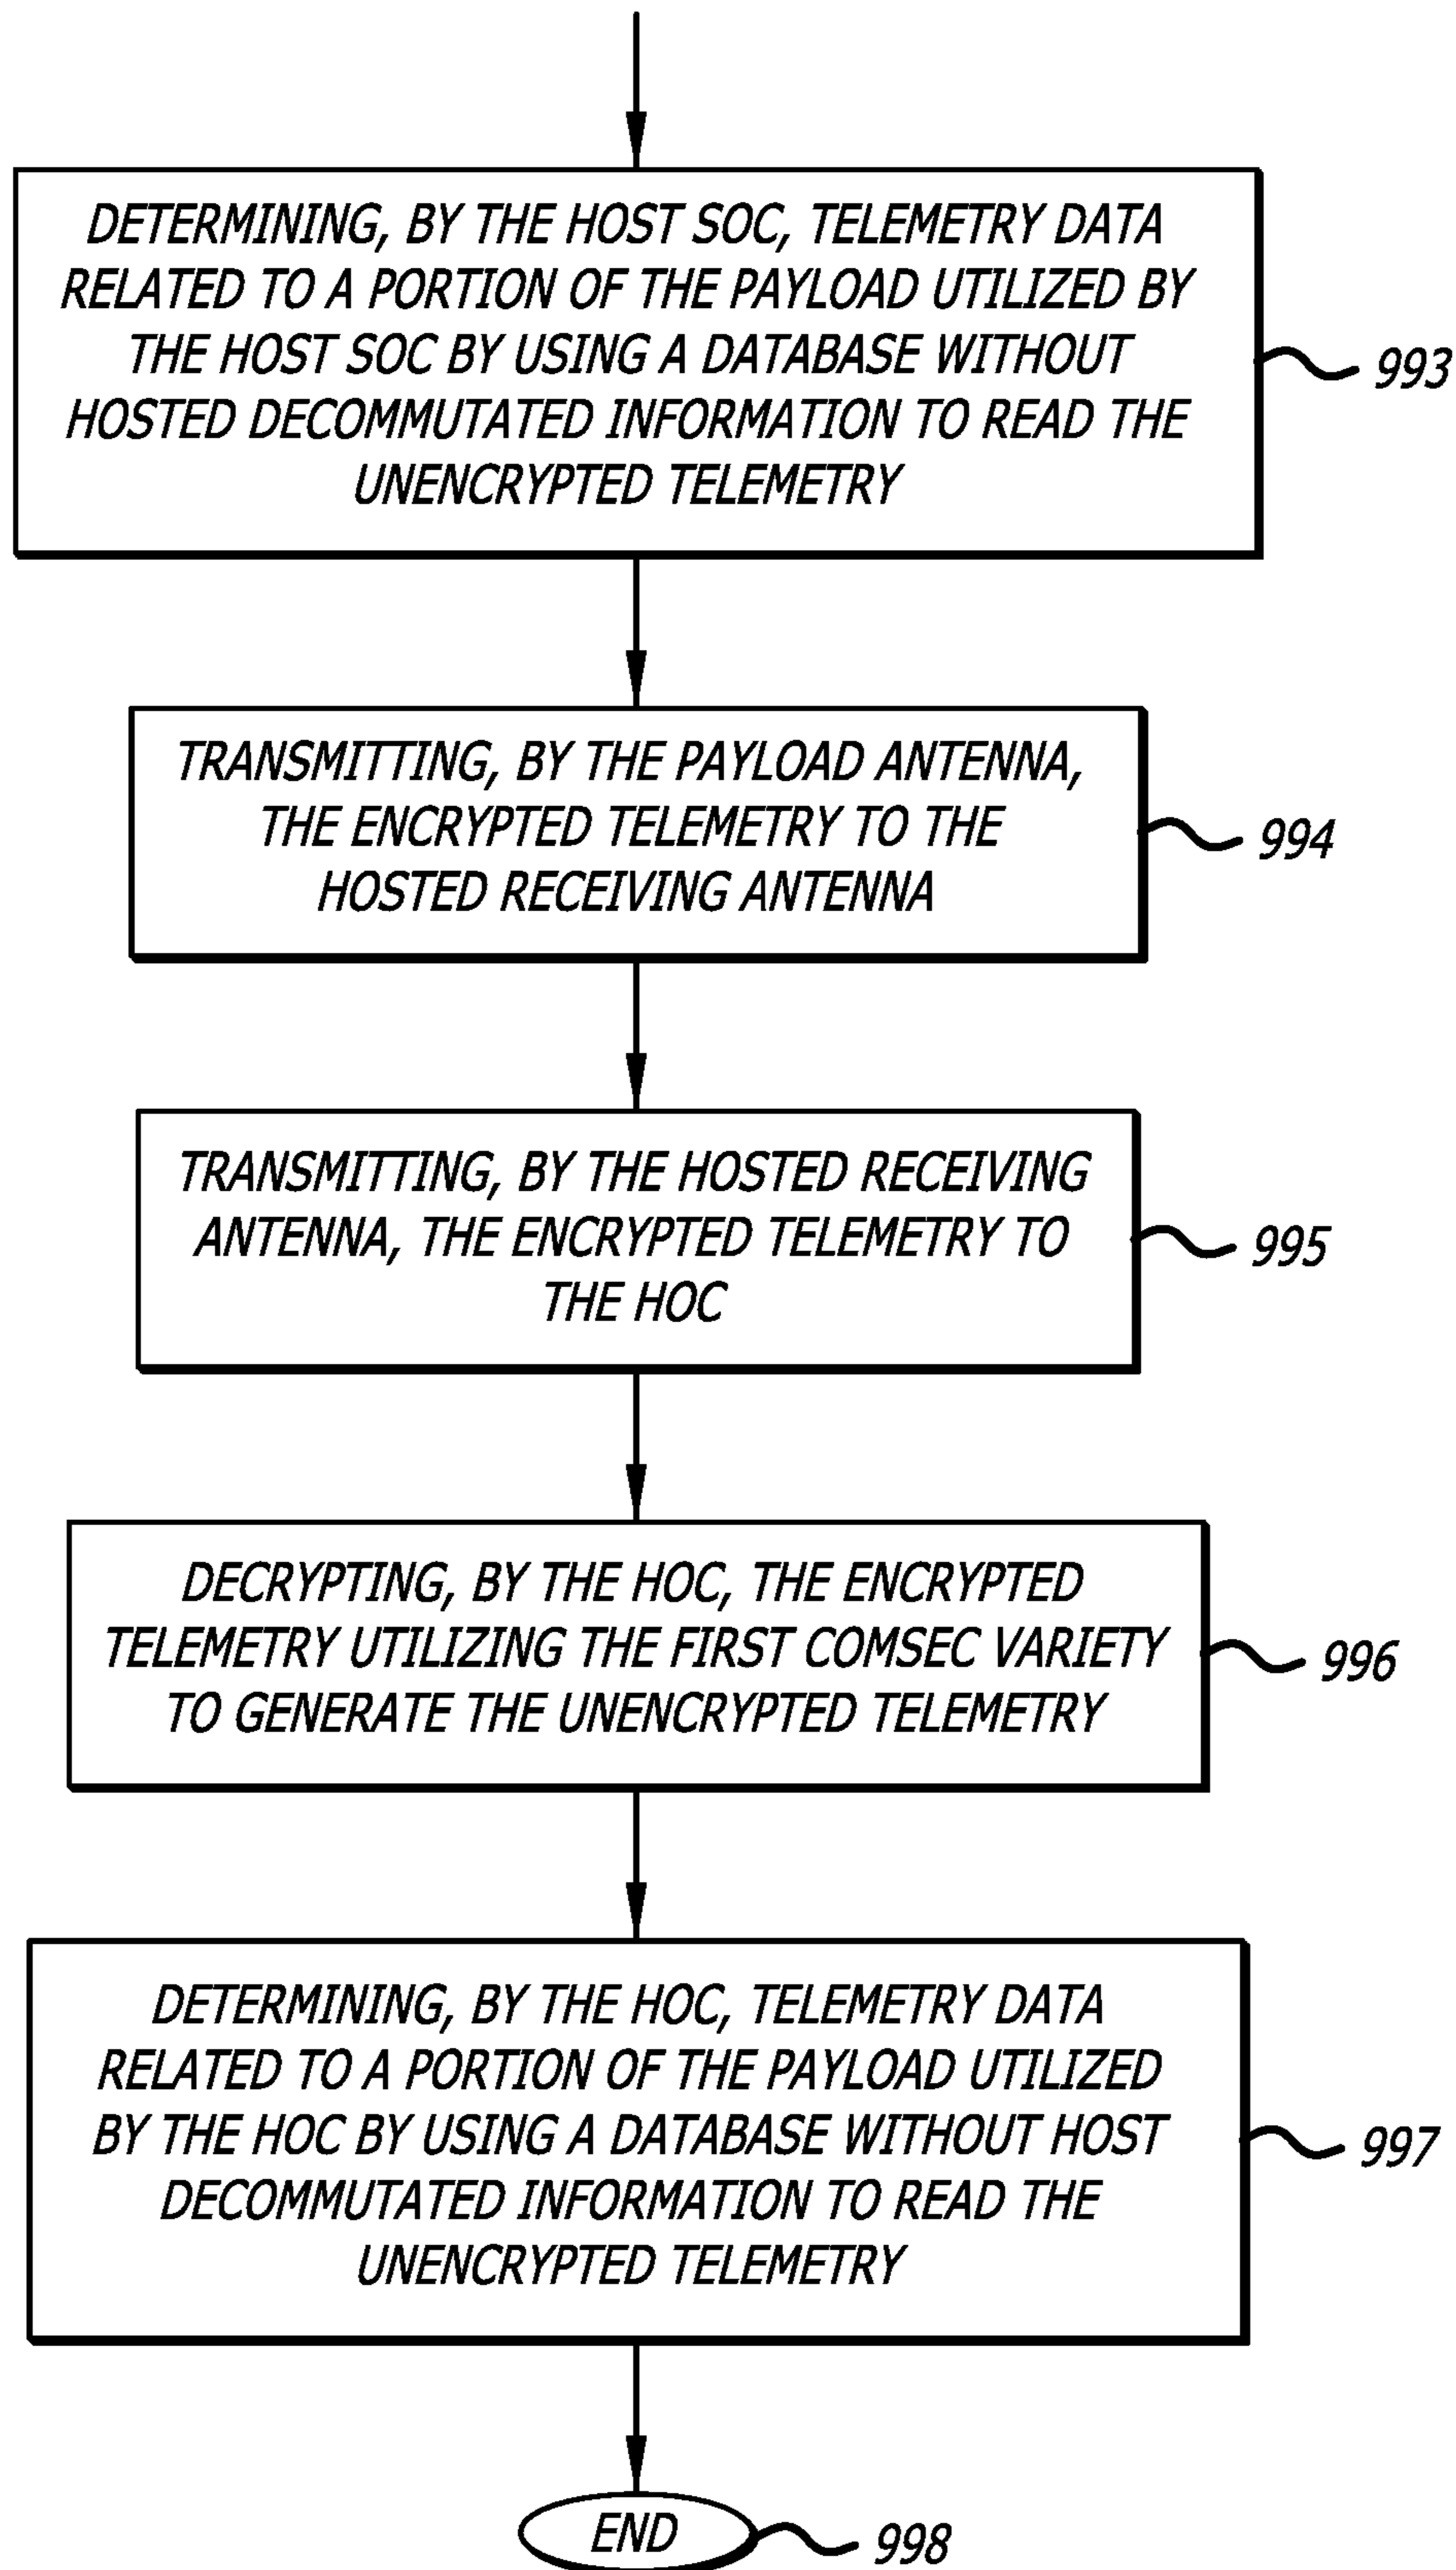 DETERMINING, BY THE HOST SOC, TELEMETRY DATA
RELATED TO A PORTION OF THE PAYLOAD UTILIZED BY
THE HOST SOC BY USING A DATABASE WITHOUT
HOSTED DECOMMUTATED INFORMATION TO READ THE
UNENCRYPTED TELEMETRY
993
TRANSMITTING, BY THE PAYLOAD ANTENNA,
THE ENCRYPTED TELEMETRY TO THE
HOSTED RECEIVING ANTENNA
994
TRANSMITTING, BY THE HOSTED RECEIVING
ANTENNA, THE ENCRYPTED TELEMETRY TO
THE HOC
995
DECRYPTING, BY THE HOC, THE ENCRYPTED
TELEMETRY UTILIZING THE FIRST COMSEC VARIETY
TO GENERATE THE UNENCRYPTED TELEMETRY
996
DETERMINING, BY THE HOC, TELEMETRY DATA
RELATED TO A PORTION OF THE PAYLOAD UTILIZED
BY THE HOC BY USING A DATABASE WITHOUT HOST
DECOMMUTATED INFORMATION TO READ THE
UNENCRYPTED TELEMETRY
997
END
998